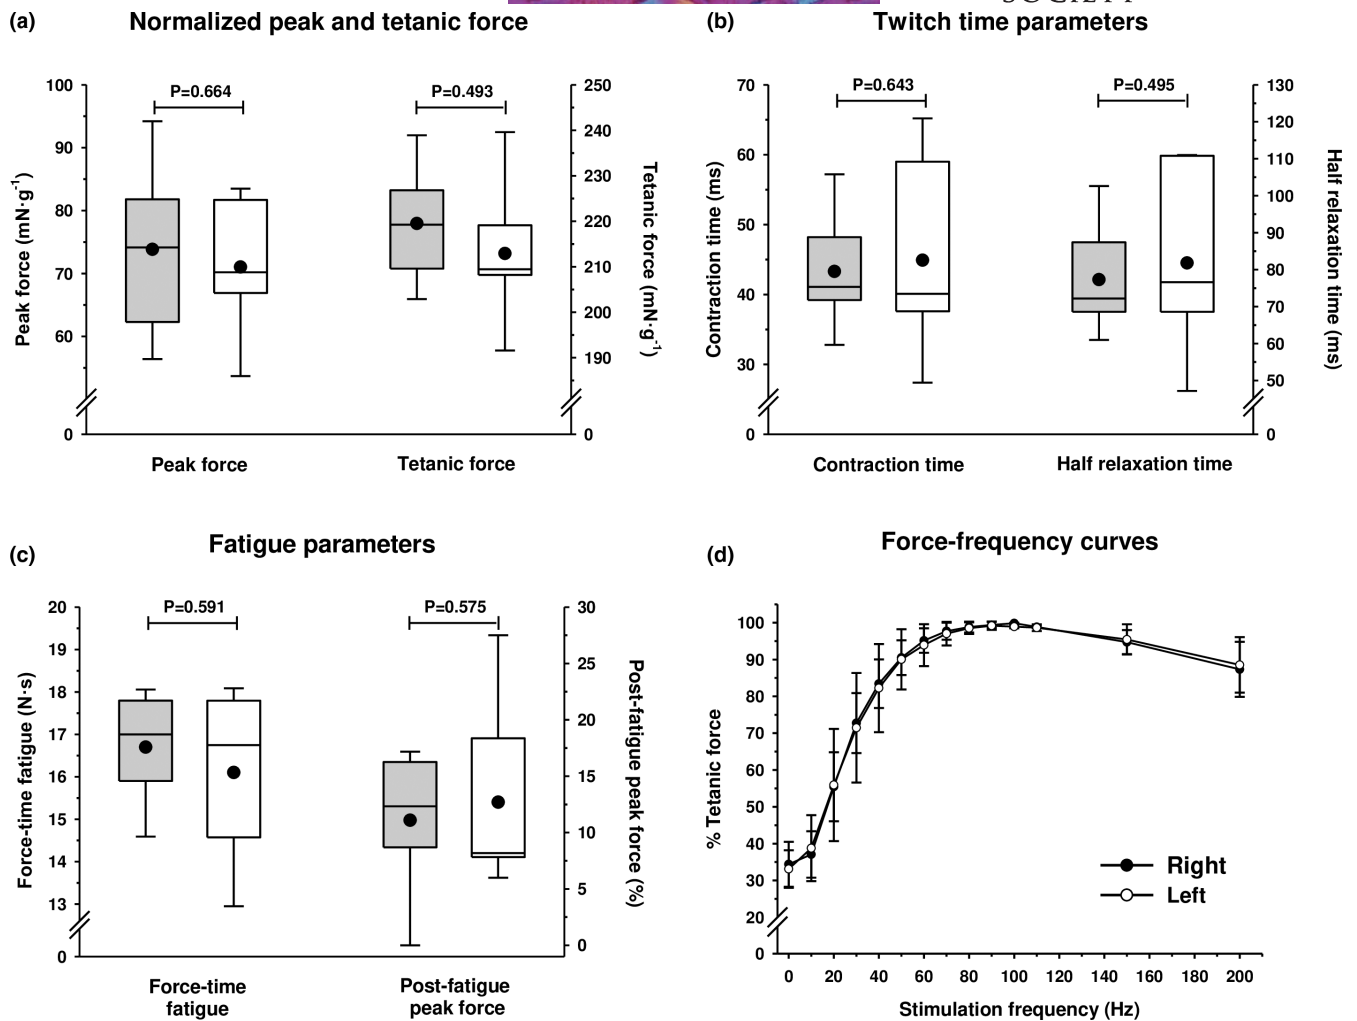 SOCIETY
(a)
Normalized peak and tetanic force
P=0.664
P=0.493
100
90
80
70
60
0
Peak force (mN·g-1)
250
240
230
220
210
200
190
0
Tetanic force (mN·g-1)
Peak force
Tetanic force
(b)
Twitch time parameters
P=0.643
P=0.495
70
60
50
40
30
0
Contraction time (ms)
130
120
110
100
90
80
70
60
50
0
Half relaxation time (ms)
Contraction time
Half relaxation time
(c)
Fatigue parameters
P=0.591
P=0.575
20
19
18
17
16
15
14
13
0
Force-time fatigue (N·s)
30
25
20
15
10
5
0
Post-fatigue peak force (%)
Force-time
fatigue
Post-fatigue
peak force
(d)
Force-frequency curves
100
90
80
70
60
50
40
30
20
0
% Tetanic force
Right
Left
0 20 40 60 80 100 120 140 160 180 200
Stimulation frequency (Hz)